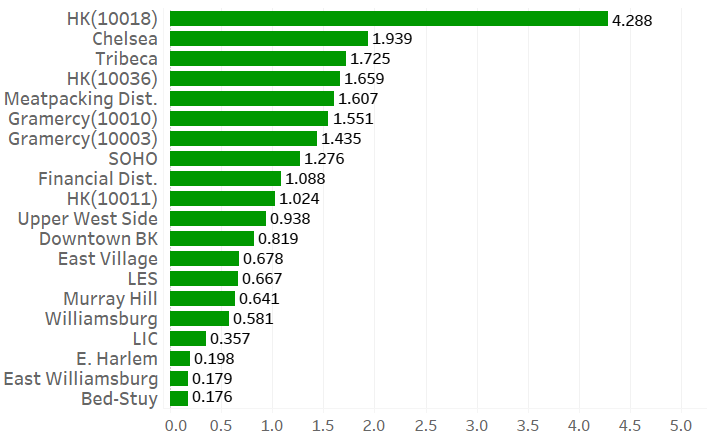 HK(10018) 4.288
Chelsea 1.939
Tribeca 1.725
HK(10036) 1.659
Meatpacking Dist. 1.607
Gramercy(10010) 1.551
Gramercy(10003) 1.435
SOHO 1.276
Financial Dist. 1.088
HK(10011) 1.024
Upper West Side 0.938
Downtown BK 0.819
East Village 0.678
LES 0.667
Murray Hill 0.641
Williamsburg 0.581
LIC 0.357
E. Harlem 0.198
East Williamsburg 0.179
Bed-Stuy 0.176
0.0 0.5 1.0 1.5 2.0 2.5 3.0 3.5 4.0 4.5 5.0